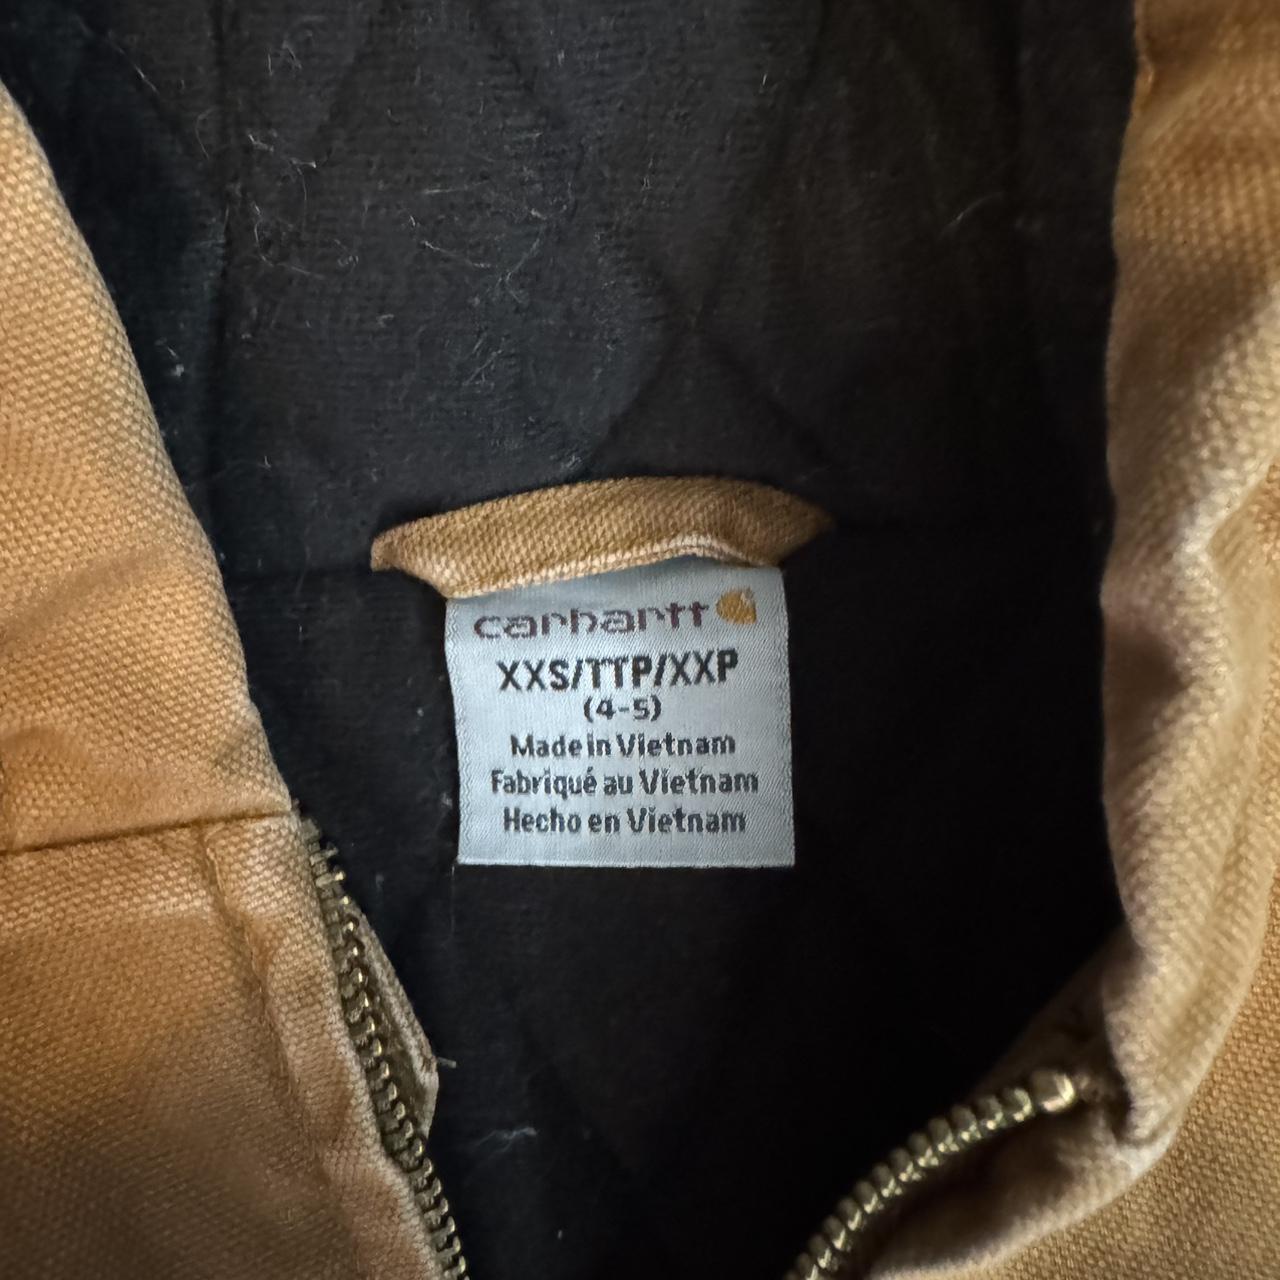 carhartt
XXS/TTP/XXP
(4-5)
Made in Vietnam
Fabriqué au Vietnam
Hecho en Vietnam